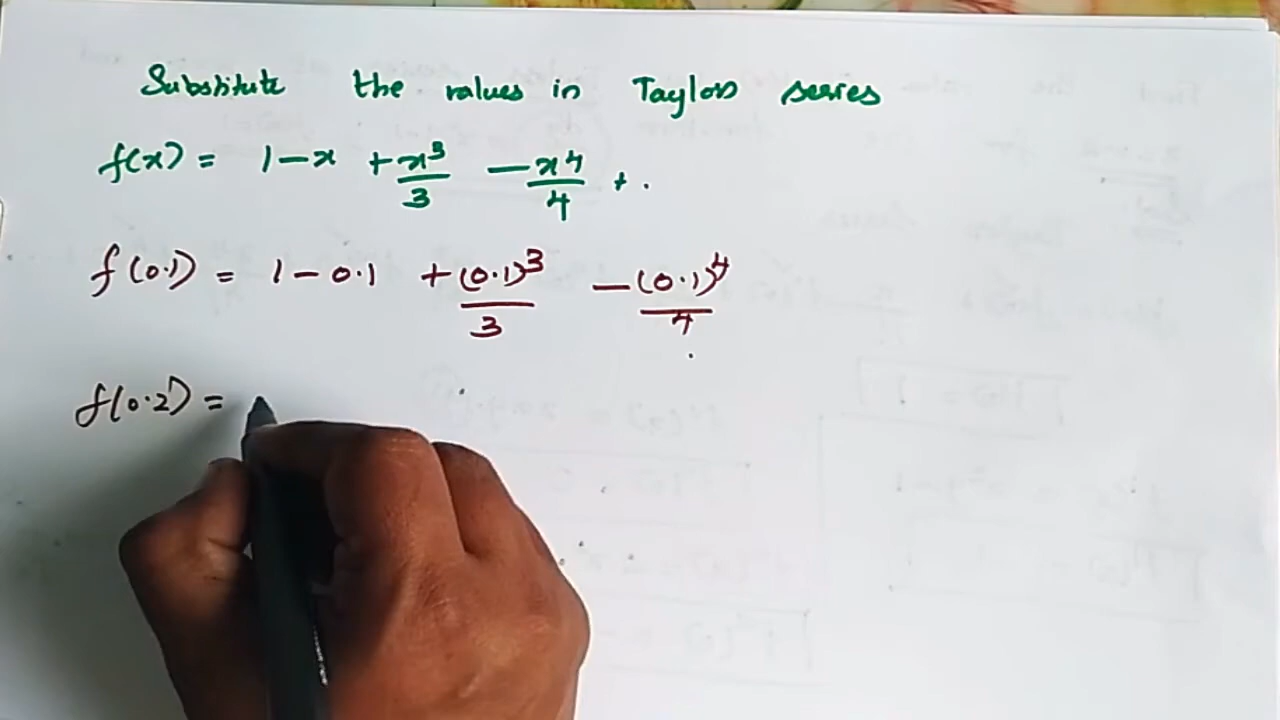 Substitute the values in Taylors series
f(x) = 1 - x + x³/3 - x⁴/4 + .
f(0.1) = 1 - 0.1 + (0.1)³/3 - (0.1)⁴/4
f(0.2) =